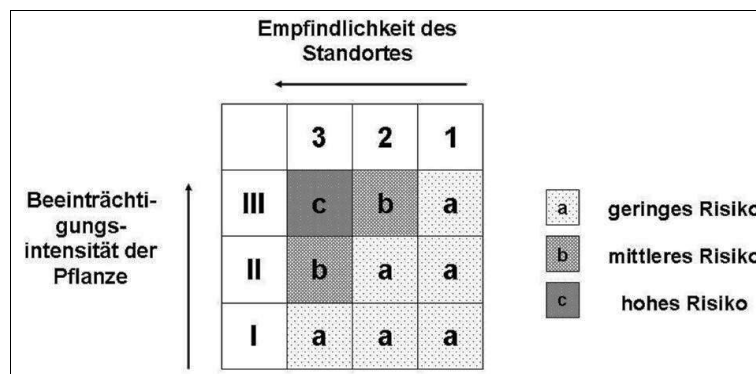 Empfindlichkeit des
Standortes
3 2 1
Beeinträchti-
gungs-
intensität der
Pflanze
III c b a
II b a a
I a a a
a geringes Risiko
b mittleres Risiko
c hohes Risiko